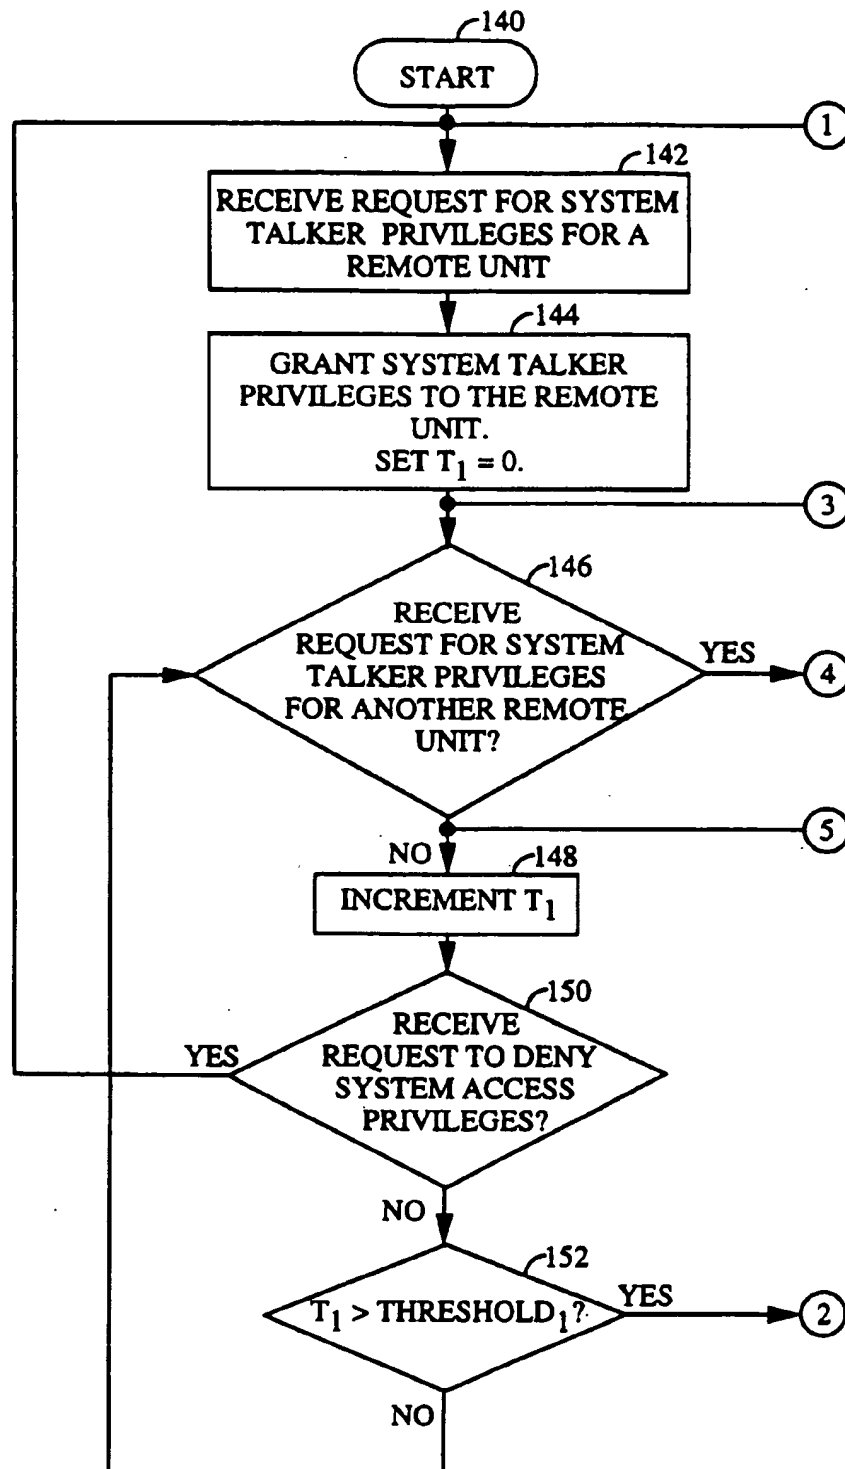 140
START
1
142
RECEIVE REQUEST FOR SYSTEM
TALKER PRIVILEGES FOR A
REMOTE UNIT
144
GRANT SYSTEM TALKER
PRIVILEGES TO THE REMOTE
UNIT.
SET T1 = 0.
3
146
RECEIVE
REQUEST FOR SYSTEM
TALKER PRIVILEGES
FOR ANOTHER REMOTE
UNIT?
YES
4
5
NO
148
INCREMENT T1
150
RECEIVE
REQUEST TO DENY
SYSTEM ACCESS
PRIVILEGES?
YES
NO
152
T1 > THRESHOLD1?
YES
2
NO